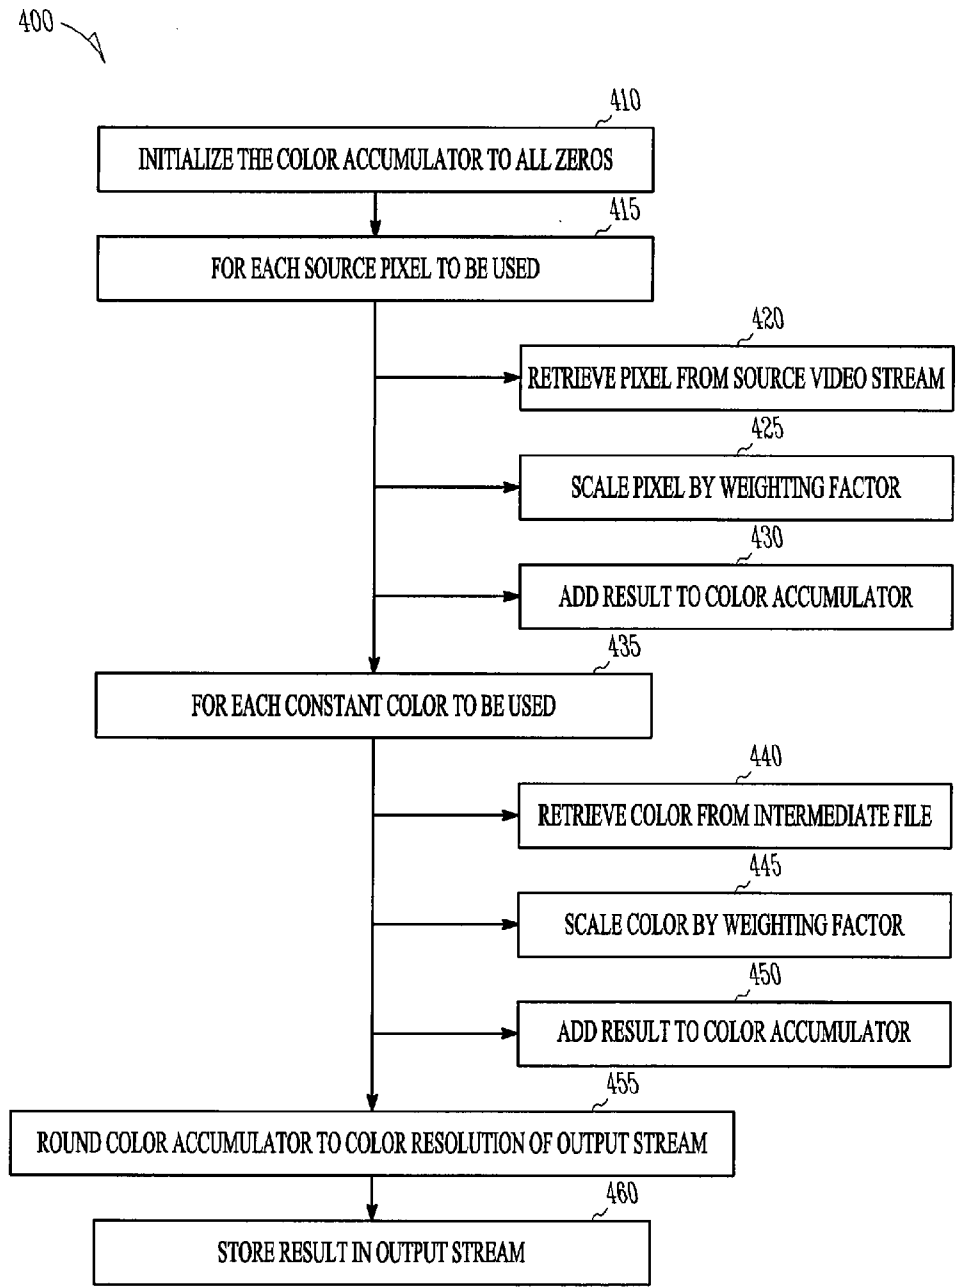 400
410
INITIALIZE THE COLOR ACCUMULATOR TO ALL ZEROS
415
FOR EACH SOURCE PIXEL TO BE USED
420
RETRIEVE PIXEL FROM SOURCE VIDEO STREAM
425
SCALE PIXEL BY WEIGHTING FACTOR
430
ADD RESULT TO COLOR ACCUMULATOR
435
FOR EACH CONSTANT COLOR TO BE USED
440
RETRIEVE COLOR FROM INTERMEDIATE FILE
445
SCALE COLOR BY WEIGHTING FACTOR
450
ADD RESULT TO COLOR ACCUMULATOR
455
ROUND COLOR ACCUMULATOR TO COLOR RESOLUTION OF OUTPUT STREAM
460
STORE RESULT IN OUTPUT STREAM